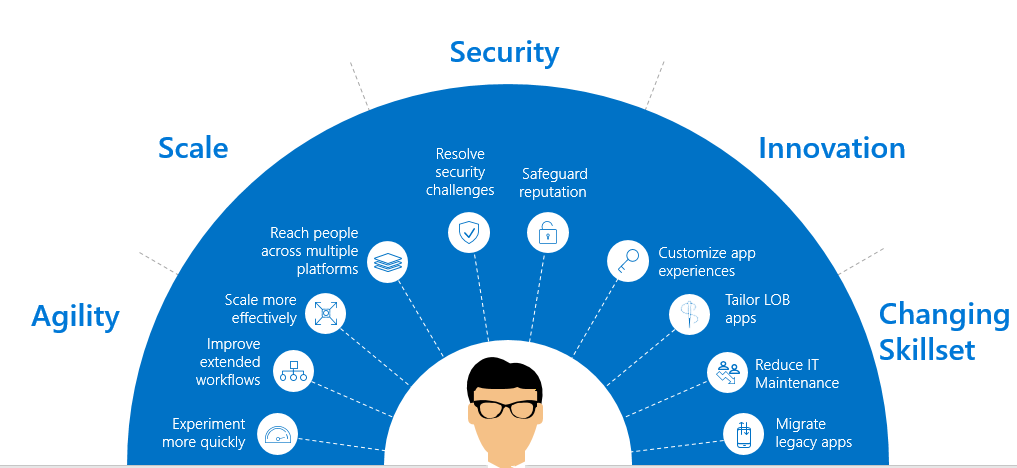 Security
Scale
Innovation
Agility
Changing
Skillset
Resolve
security
challenges
Safeguard
reputation
Reach people
across multiple
platforms
Customize app
experiences
Scale more
effectively
Tailor LOB
apps
Improve
extended
workflows
Reduce IT
Maintenance
Experiment
more quickly
Migrate
legacy apps